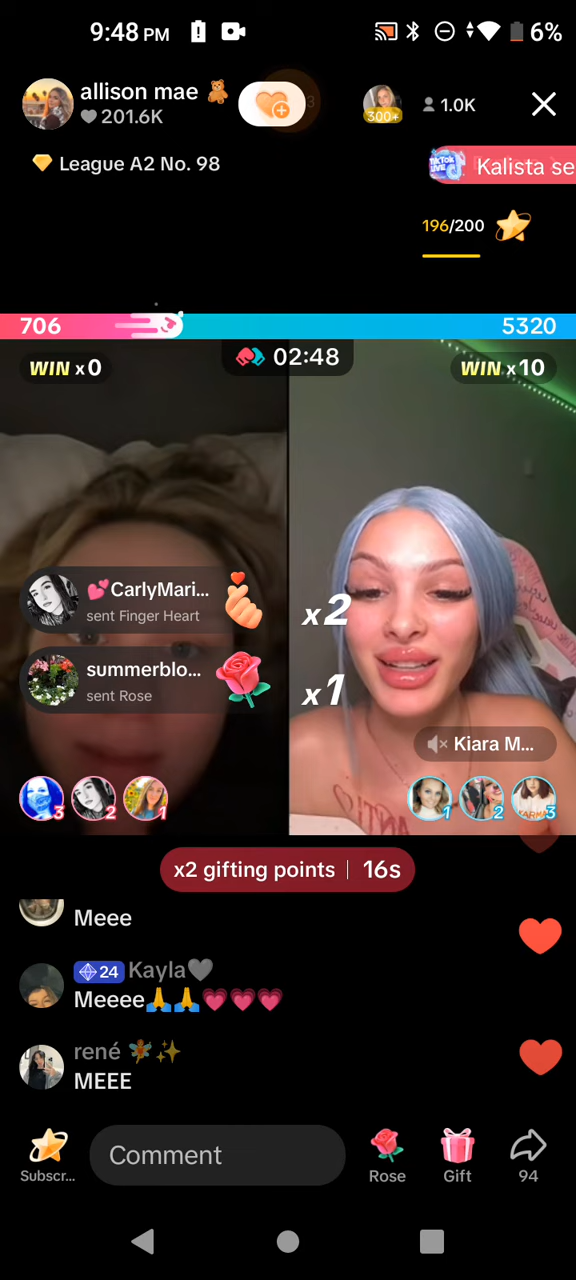 9:48 PM
6%
allison mae
201.6K
300+
1.0K
League A2 No. 98
TikTok LIVE
Kalista se
196/200
706
5320
WIN x0
02:48
WIN x10
💕CarlyMari...
sent Finger Heart
x2
summerblo...
sent Rose
x1
Kiara M...
3
2
1
1
2
3
x2 gifting points | 16s
Meee
24 Kayla🖤
Meeee🙏🙏💗💗💗
rené 🧚✨
MEEE
Subscr...
Comment
Rose
Gift
94